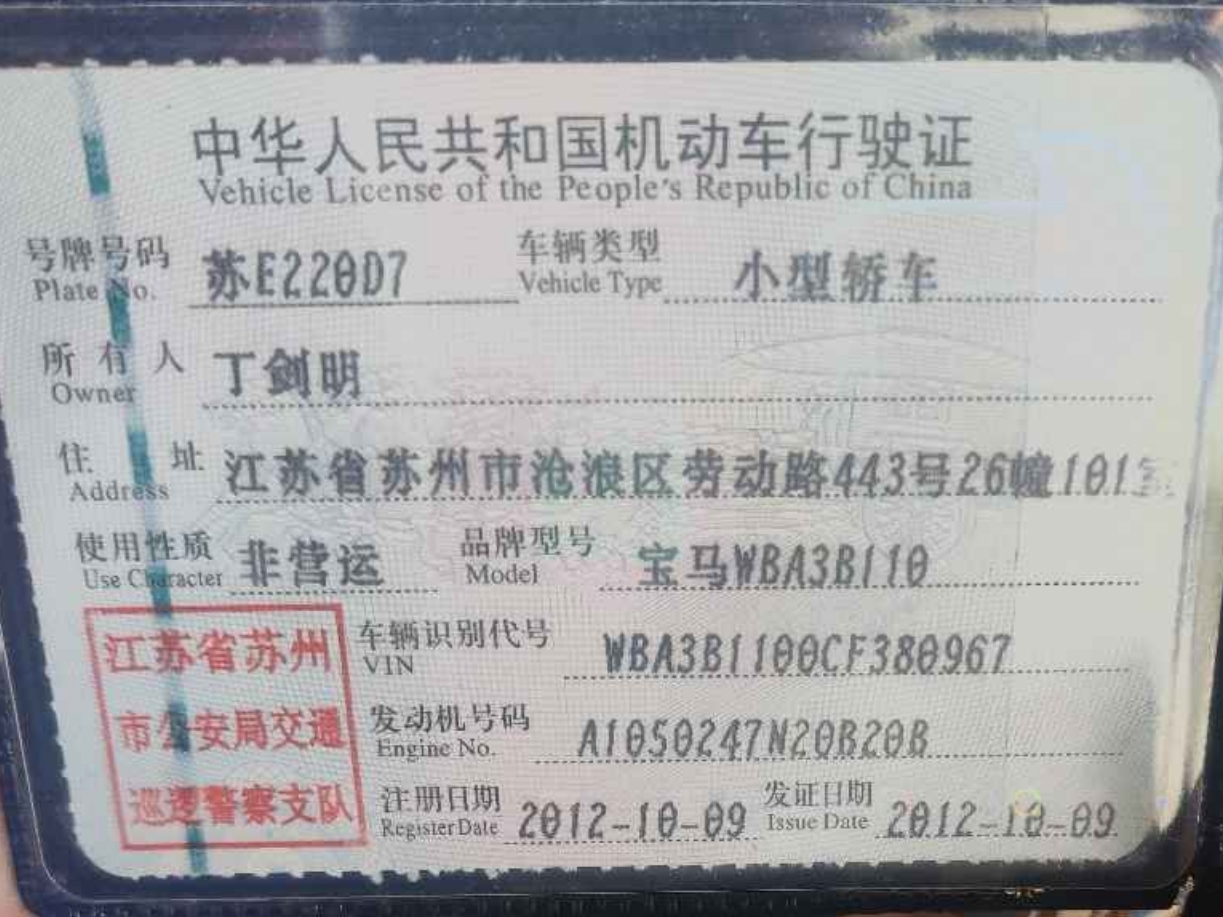 中华人民共和国机动车行驶证
Vehicle License of the People's Republic of China
号牌号码 苏E220D7 车辆类型 小型轿车
Plate No. Vehicle Type
所有人 丁剑明
Owner
住址 江苏省苏州市沧浪区劳动路443号26幢101室
Address
使用性质 非营运 品牌型号 宝马WBA3B110
Use Character Model
江苏省苏州
市公安局交通
巡逻警察支队
车辆识别代号 WBA3B1100CF380967
VIN
发动机号码 A1050247N20B20B
Engine No.
注册日期 2012-10-09 发证日期 2012-10-09
Register Date Issue Date